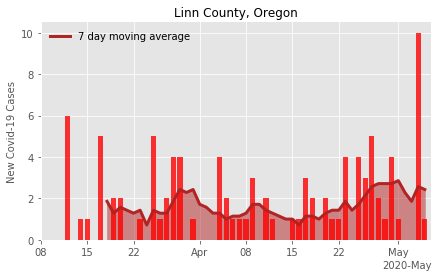 Linn County, Oregon
7 day moving average
New Covid-19 Cases
10
8
6
4
2
0
08 15 22 Apr 08 15 22 May
2020-May